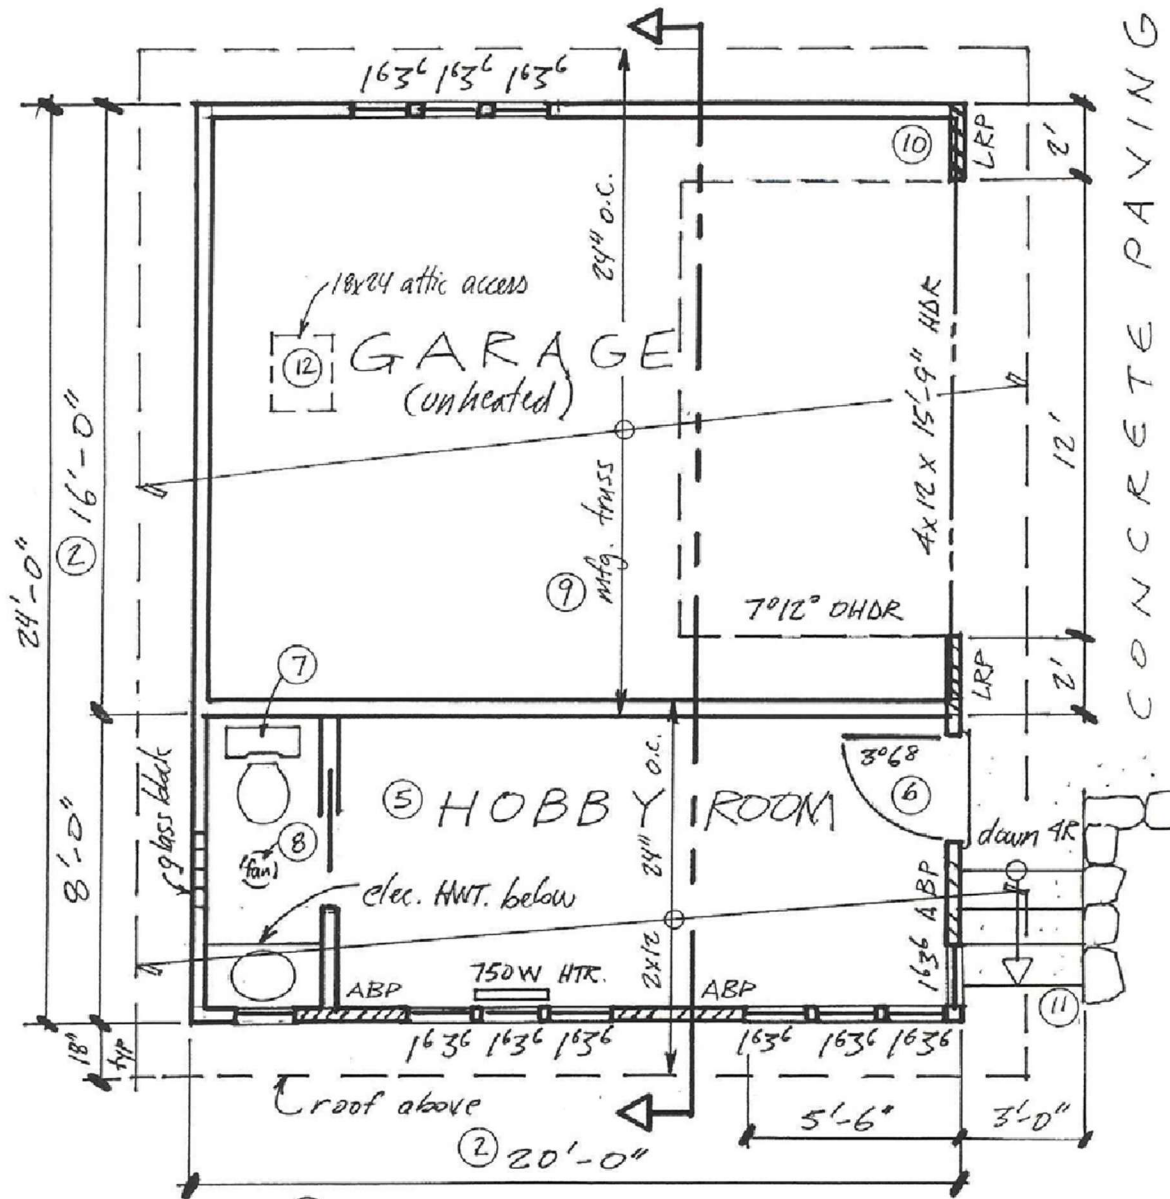 1⁶3⁶ 1⁶3⁶ 1⁶3⁶
CONCRETE PAVING
10
LRP
2'
24" o.c.
18x24 attic access
12
GARAGE
(unheated)
4x12 x 15'-9" HDR
12'
2 16'-0"
24'-0"
9 mfg. truss
7⁰12⁰ OHDR
LRP
2'
7
3⁰6⁸
6
glass block
5 HOBBY ROOM
24" o.c.
down 4R
8
fan
8'-0"
elec. HWT. below
2x12
1636 ABP
750W HTR.
ABP
ABP
11
1⁶3⁶ 1⁶3⁶ 1⁶3⁶
1⁶3⁶ 1⁶3⁶ 1⁶3⁶
18" typ
roof above
5'-6"
3'-0"
2 20'-0"